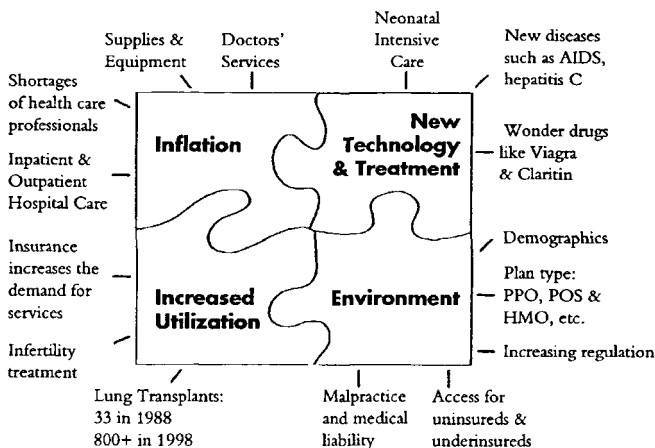 Supplies &
Equipment
Doctors'
Services
Neonatal
Intensive
Care
New diseases
such as AIDS,
hepatitis C
Shortages
of health care
professionals
Inflation
New
Technology
& Treatment
Wonder drugs
like Viagra
& Claritin
Inpatient &
Outpatient
Hospital Care
Insurance
increases the
demand for
services
Increased
Utilization
Environment
Demographics
Plan type:
PPO, POS &
HMO, etc.
Infertility
treatment
Increasing regulation
Lung Transplants:
33 in 1988
800+ in 1998
Malpractice
and medical
liability
Access for
uninsureds &
underinsureds